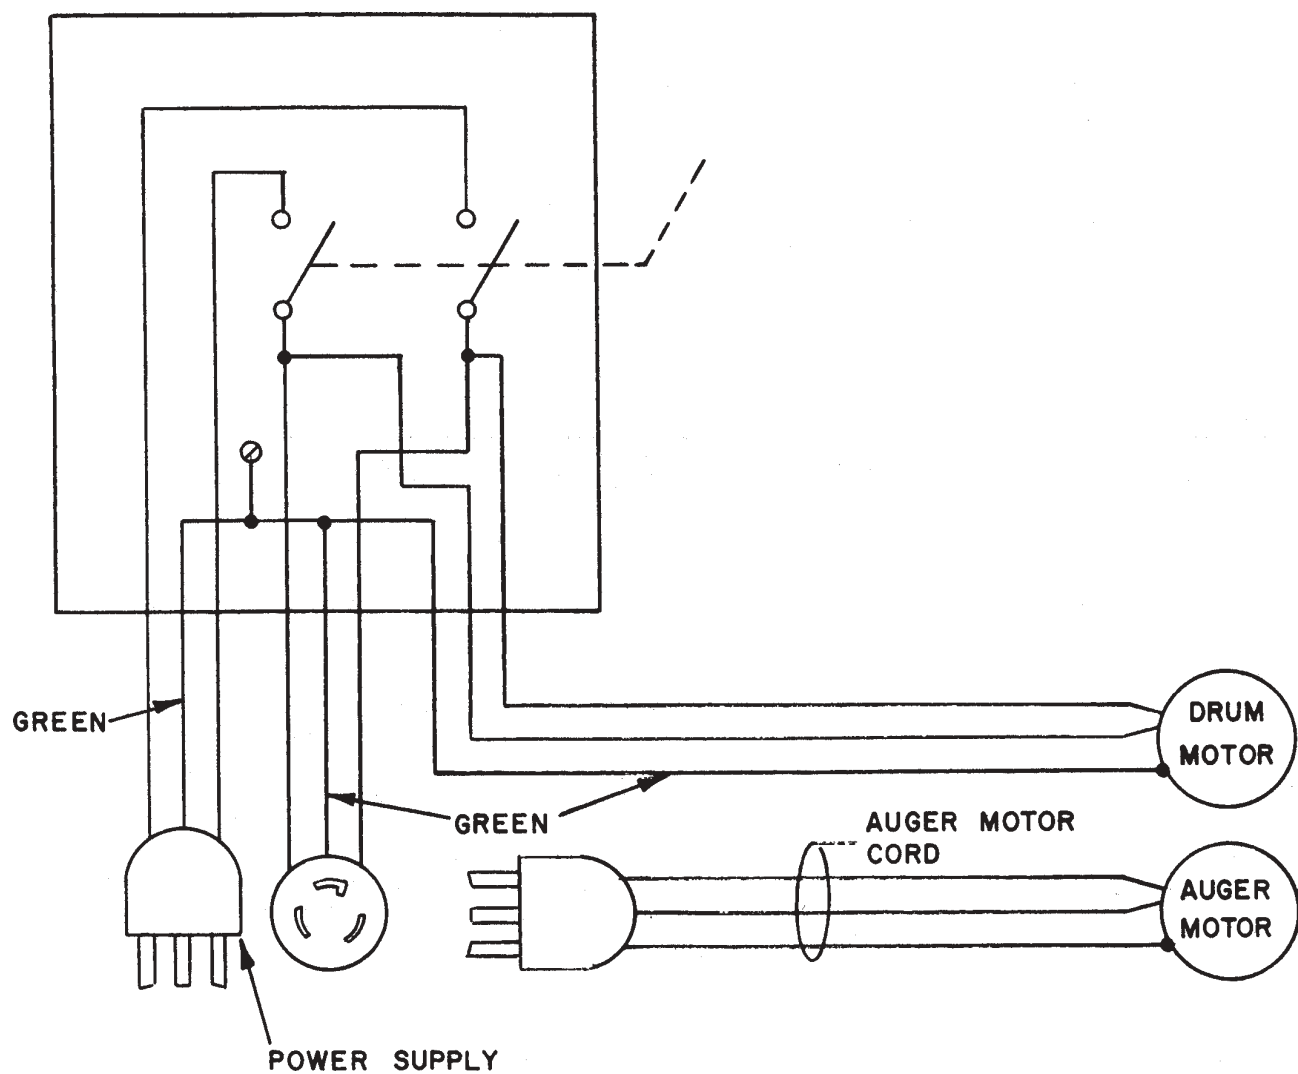 DRUM
MOTOR
GREEN
GREEN
AUGER MOTOR
CORD
AUGER
MOTOR
POWER SUPPLY